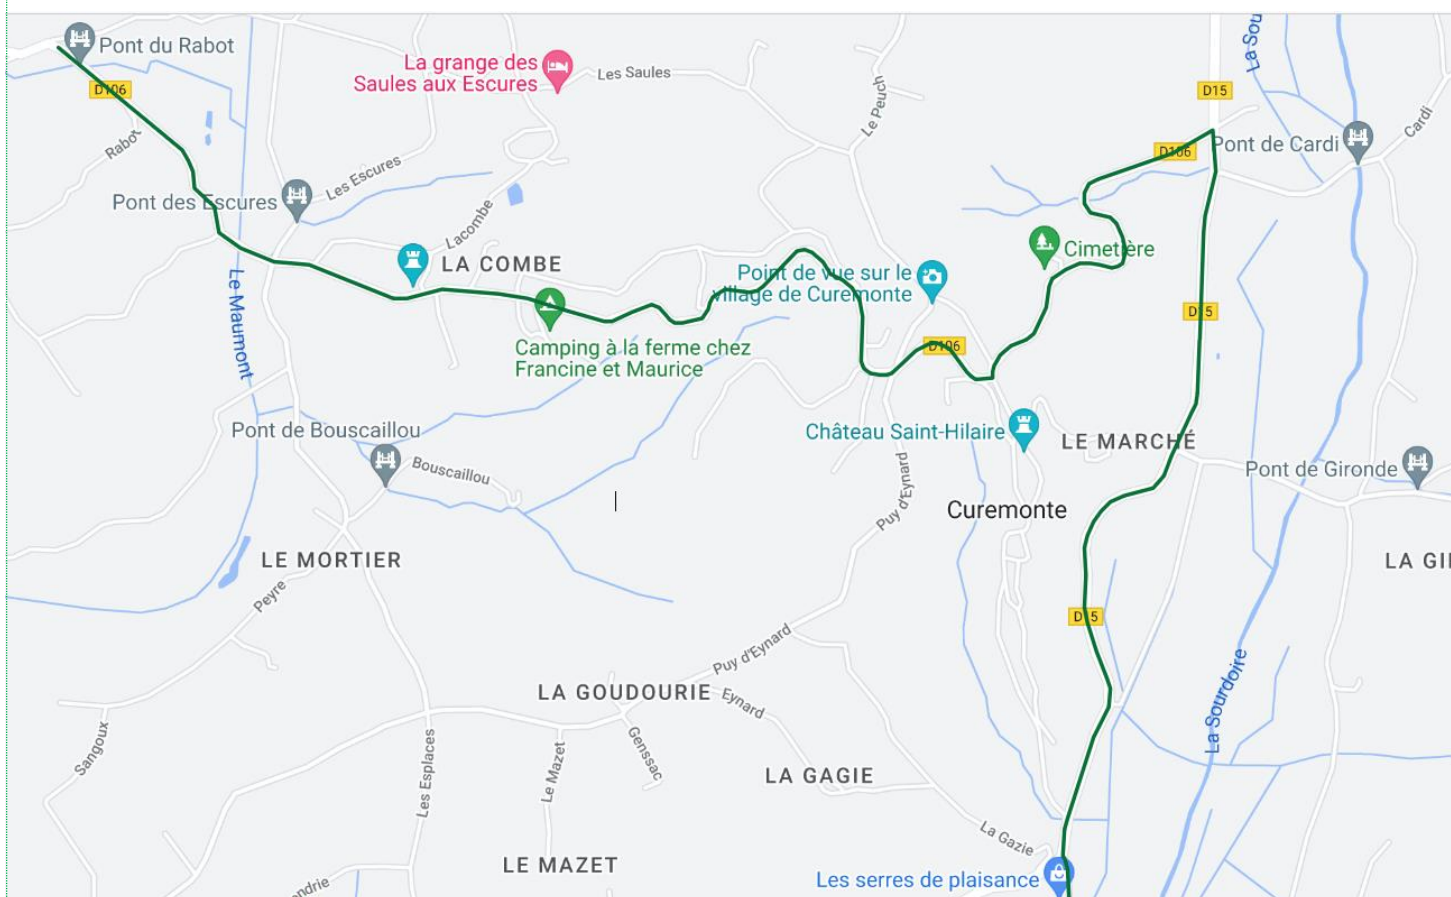 La Sou
Pont du Rabot
La grange des
Saules aux Escures
Les Saules
D106
D15
Le Peuch
Cardi
Rabot
Pont de Cardi
D106
Les Escures
Pont des Escures
Lacombe
LA COMBE
Cimetière
Point de vue sur le
village de Curemonte
Le Maumont
D15
Camping à la ferme chez
Francine et Maurice
D106
Pont de Bouscaillou
Château Saint-Hilaire
LE MARCHÉ
Bouscaillou
Pont de Gironde
Puy d'Eynard
Curemonte
LE MORTIER
LA GI
Peyre
D15
Puy d'Eynard
La Sourdoire
LA GOUDOURIE
Eynard
Sangoux
Genssac
Les Esplaces
Le Mazet
LA GAGIE
La Gazie
LE MAZET
Les serres de plaisance
ndrie